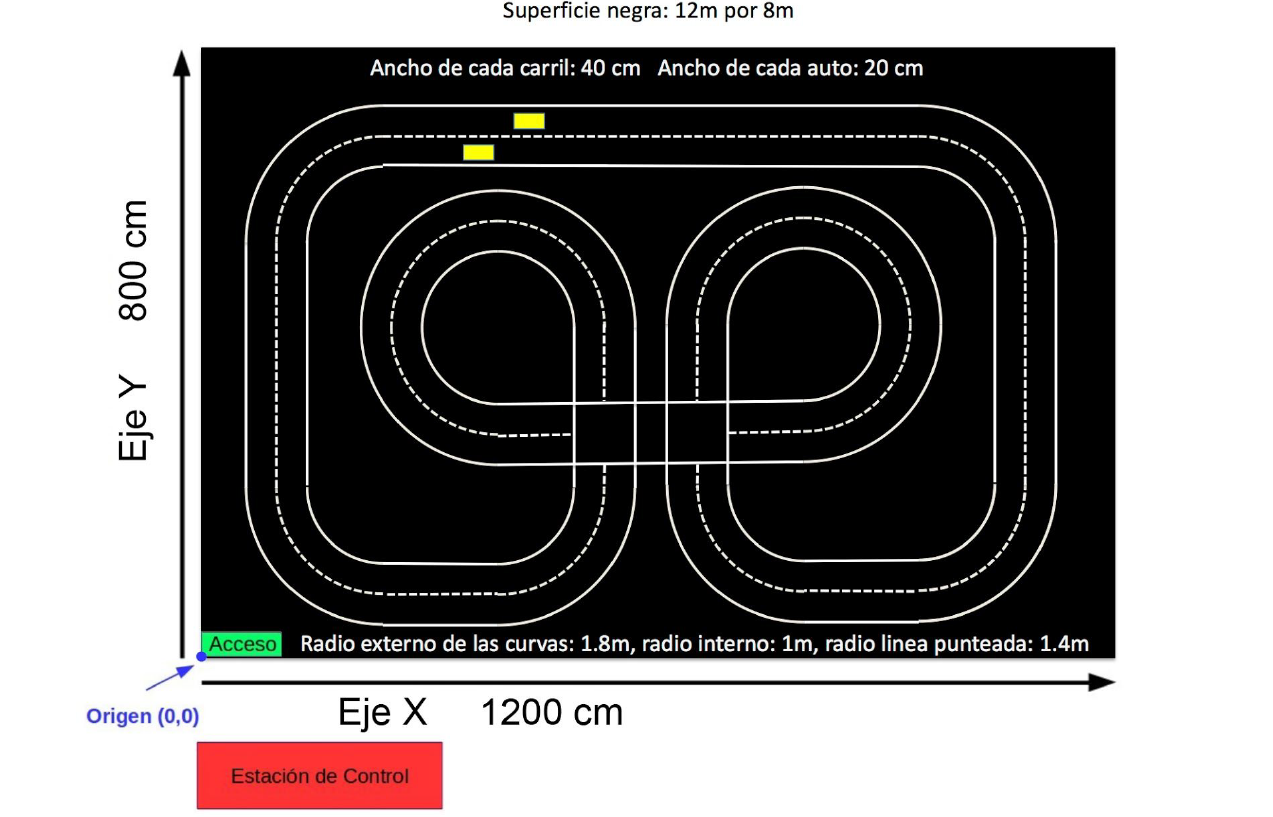 Superficie negra: 12m por 8m
Ancho de cada carril: 40 cm   Ancho de cada auto: 20 cm
Eje Y   800 cm
Acceso
Radio externo de las curvas: 1.8m, radio interno: 1m, radio linea punteada: 1.4m
Origen (0,0)
Eje X   1200 cm
Estación de Control